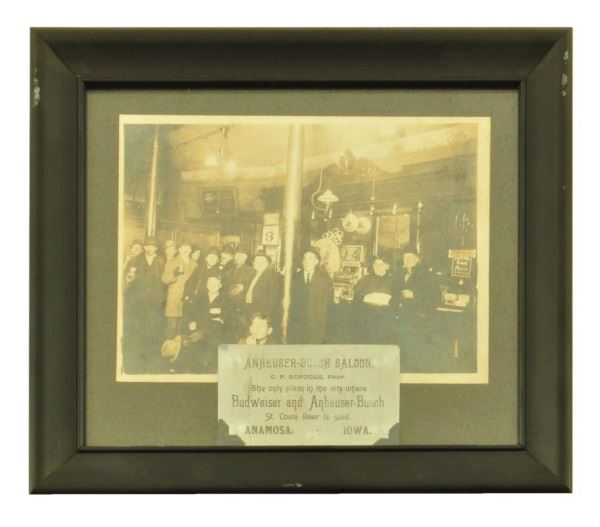 3
ANHEUSER-BUSCH SALOON,
C. P. SCROGGS, PROP.
The only place in the city where
Budweiser and Anheuser-Busch
St. Louis Beer is sold.
ANAMOSA, - IOWA.